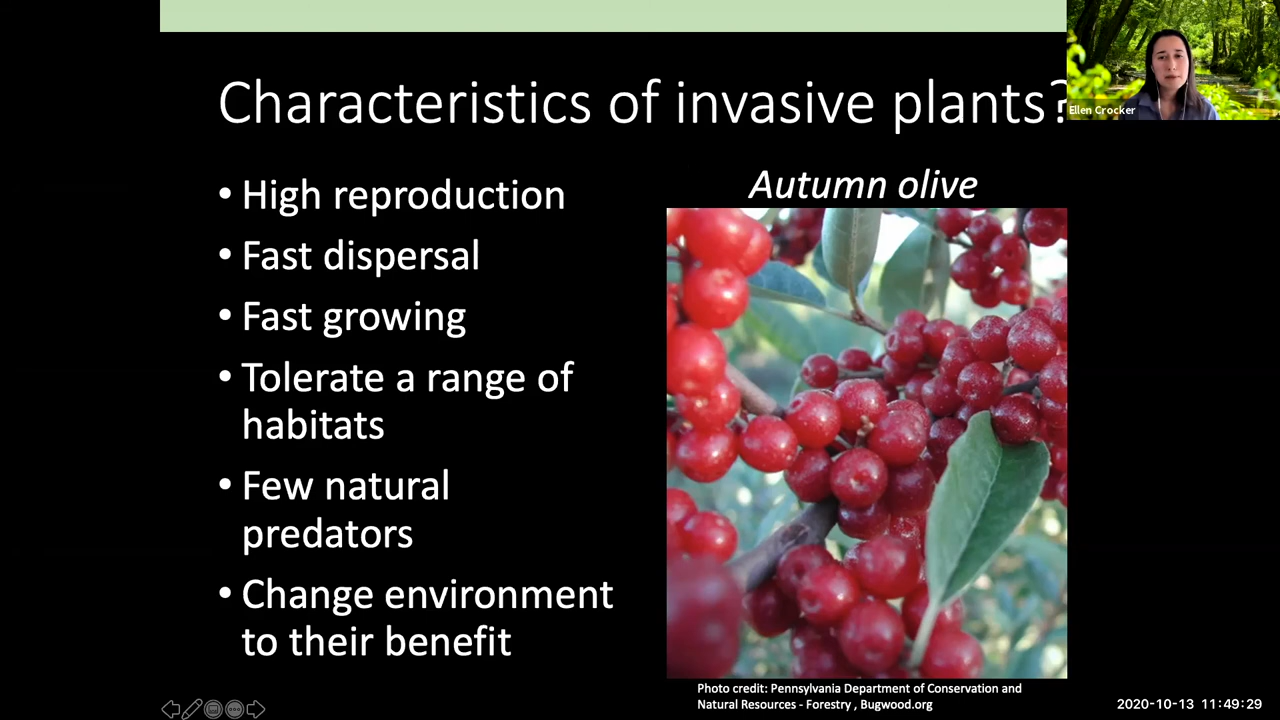 Characteristics of invasive plants?
Ellen Crocker
• High reproduction
• Fast dispersal
• Fast growing
• Tolerate a range of
habitats
• Few natural
predators
• Change environment
to their benefit
Autumn olive
Photo credit: Pennsylvania Department of Conservation and
Natural Resources - Forestry , Bugwood.org
2020-10-13 11:49:29